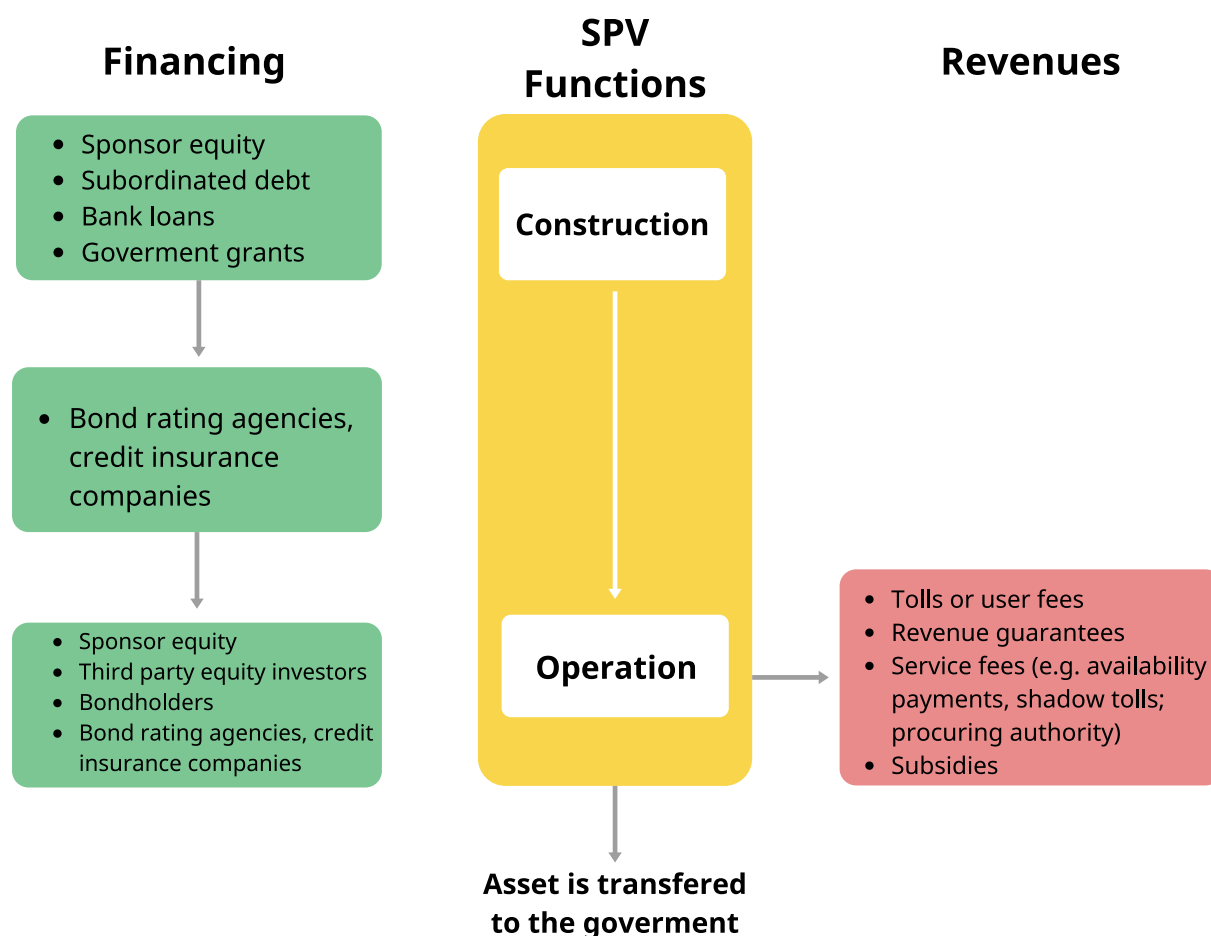 Financing
• Sponsor equity
• Subordinated debt
• Bank loans
• Goverment grants
• Bond rating agencies,
credit insurance
companies
• Sponsor equity
• Third party equity investors
• Bondholders
• Bond rating agencies, credit
insurance companies
SPV
Functions
Construction
Operation
Asset is transfered
to the goverment
Revenues
• Tolls or user fees
• Revenue guarantees
• Service fees (e.g. availability
payments, shadow tolls;
procuring authority)
• Subsidies